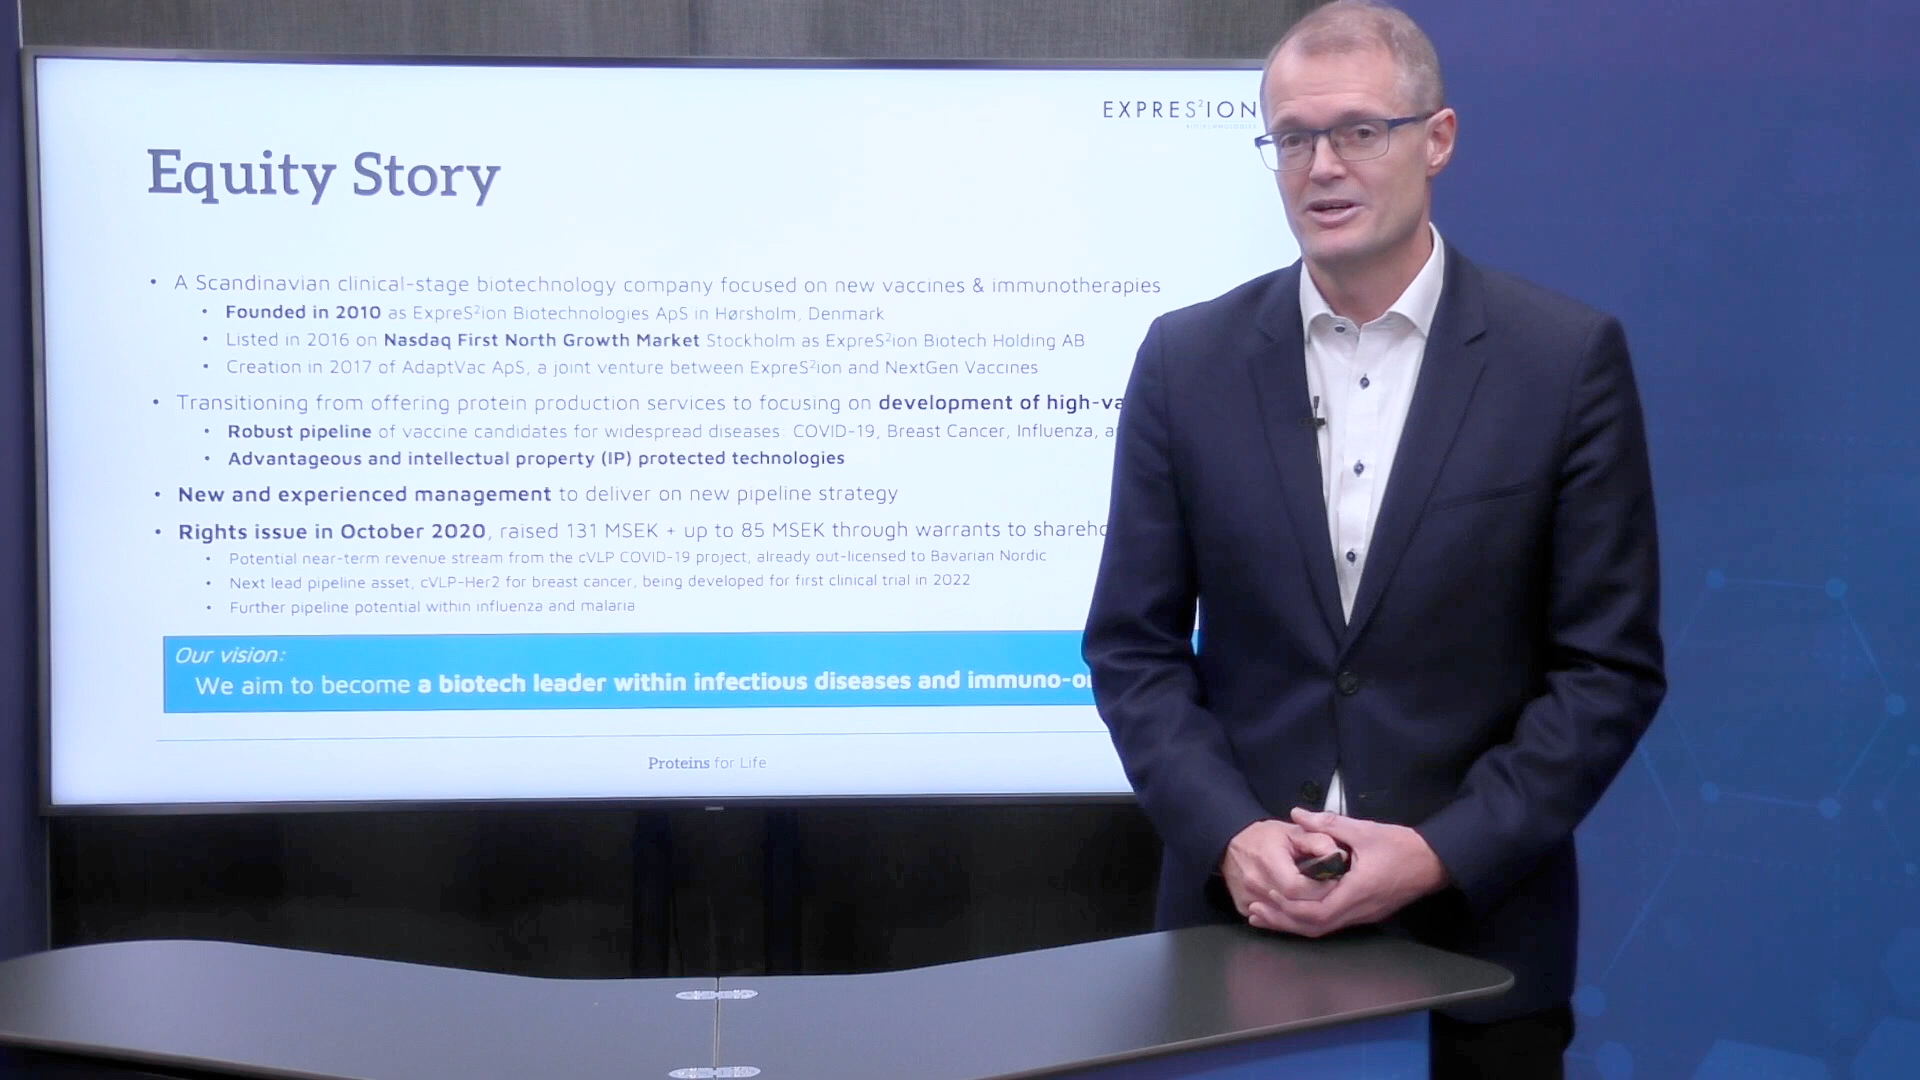 EXPRES²ION
Equity Story
• A Scandinavian clinical-stage biotechnology company focused on new vaccines & immunotherapies
• Founded in 2010 as ExpreS²ion Biotechnologies ApS in Hørsholm, Denmark
• Listed in 2016 on Nasdaq First North Growth Market Stockholm as ExpreS²ion Biotech Holding AB
• Creation in 2017 of AdaptVac ApS, a joint venture between ExpreS²ion and NextGen Vaccines
• Transitioning from offering protein production services to focusing on development of high-va
• Robust pipeline of vaccine candidates for widespread diseases: COVID-19, Breast Cancer, Influenza,
• Advantageous and intellectual property (IP) protected technologies
• New and experienced management to deliver on new pipeline strategy
• Rights issue in October 2020, raised 131 MSEK + up to 85 MSEK through warrants to shareho
• Potential near-term revenue stream from the cVLP COVID-19 project, already out-licensed to Bavarian Nordic
• Next lead pipeline asset, cVLP-Her2 for breast cancer, being developed for first clinical trial in 2022
• Further pipeline potential within influenza and malaria
Our vision:
We aim to become a biotech leader within infectious diseases and immuno-o
Proteins for Life